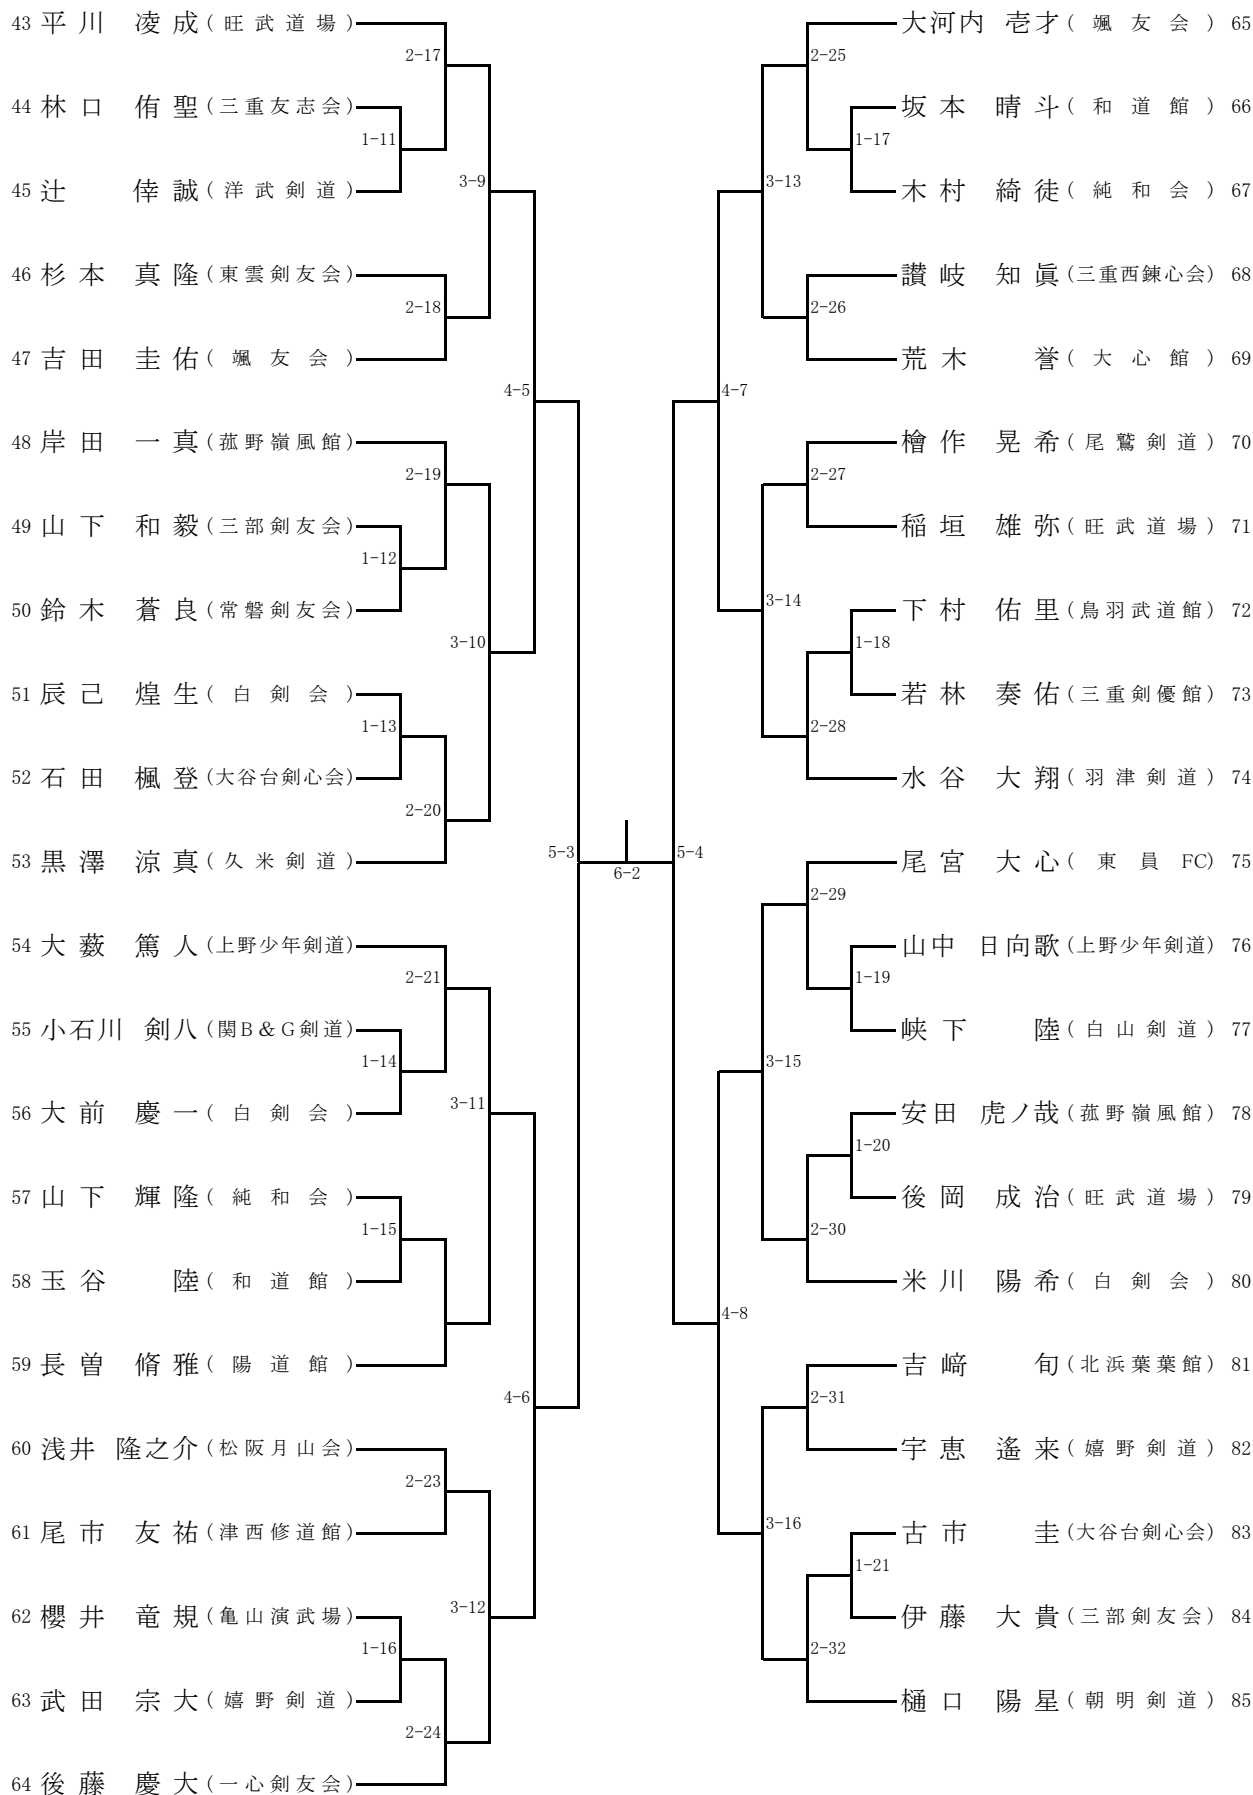 43 平川 凌成(旺武道場)
2-17
44 林口 侑聖(三重友志会)
1-11
45 辻 倖誠(洋武剣道)
3-9
46 杉本 真隆(東雲剣友会)
2-18
47 吉田 圭佑(颯友会)
4-5
48 岸田 一真(菰野嶺風館)
2-19
49 山下 和毅(三部剣友会)
1-12
50 鈴木 蒼良(常磐剣友会)
3-10
51 辰己 煌生(白剣会)
1-13
52 石田 楓登(大谷台剣心会)
2-20
53 黒澤 涼真(久米剣道)
5-3
54 大薮 篤人(上野少年剣道)
2-21
55 小石川 剣八(関B&G剣道)
1-14
56 大前 慶一(白剣会)
3-11
57 山下 輝隆(純和会)
1-15
58 玉谷 陸(和道館)
59 長曽 脩雅(陽道館)
4-6
60 浅井 隆之介(松阪月山会)
2-23
61 尾市 友祐(津西修道館)
3-12
62 櫻井 竜規(亀山演武場)
1-16
63 武田 宗大(嬉野剣道)
2-24
64 後藤 慶大(一心剣友会)
6-2
大河内 壱才(颯友会) 65
2-25
坂本 晴斗(和道館) 66
1-17
木村 綺徒(純和会) 67
3-13
讃岐 知眞(三重西錬心会) 68
2-26
荒木 誉(大心館) 69
4-7
檜作 晃希(尾鷲剣道) 70
2-27
稲垣 雄弥(旺武道場) 71
3-14
下村 佑里(鳥羽武道館) 72
1-18
若林 奏佑(三重剣優館) 73
2-28
水谷 大翔(羽津剣道) 74
5-4
尾宮 大心(東員FC) 75
2-29
山中 日向歌(上野少年剣道) 76
1-19
峡下 陸(白山剣道) 77
3-15
安田 虎ノ哉(菰野嶺風館) 78
1-20
後岡 成治(旺武道場) 79
2-30
米川 陽希(白剣会) 80
4-8
吉﨑 旬(北浜葉葉館) 81
2-31
宇恵 遙来(嬉野剣道) 82
3-16
古市 圭(大谷台剣心会) 83
1-21
伊藤 大貴(三部剣友会) 84
2-32
樋口 陽星(朝明剣道) 85